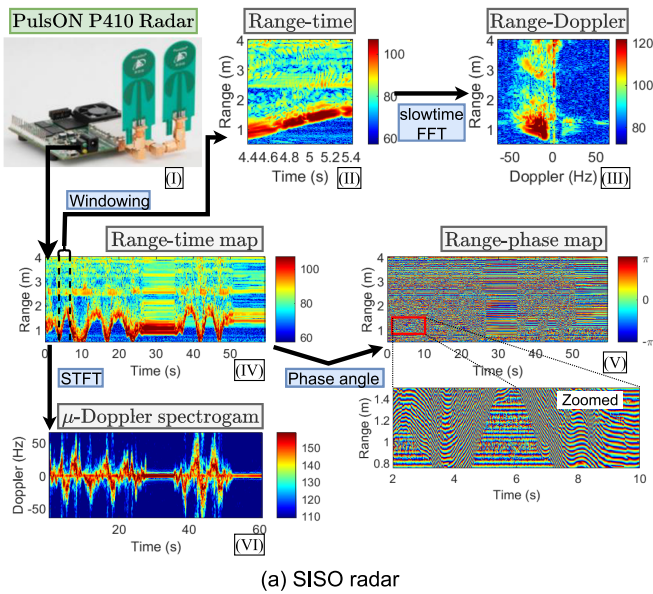 PulsON P410 Radar
(I)
Range-time
Range (m)
4
3
2
1
4.4 4.6 4.8 5 5.2 5.4
Time (s)
100
80
60
(II)
slowtime
FFT
Range-Doppler
Range (m)
4
3
2
1
-50 0 50
Doppler (Hz)
120
100
80
(III)
Windowing
Range-time map
Range (m)
4
3
2
1
0 10 20 30 40 50
Time (s)
100
80
60
(IV)
Range-phase map
Range (m)
4
3
2
1
0 10 20 30 40 50
Time (s)
π
0
-π
(V)
STFT
Phase angle
μ-Doppler spectrogam
Doppler (Hz)
50
0
-50
20 40 60
Time (s)
150
140
130
120
110
(VI)
Zoomed
Range (m)
1.4
1.2
1
0.8
2 4 6 8 10
Time (s)
(a) SISO radar